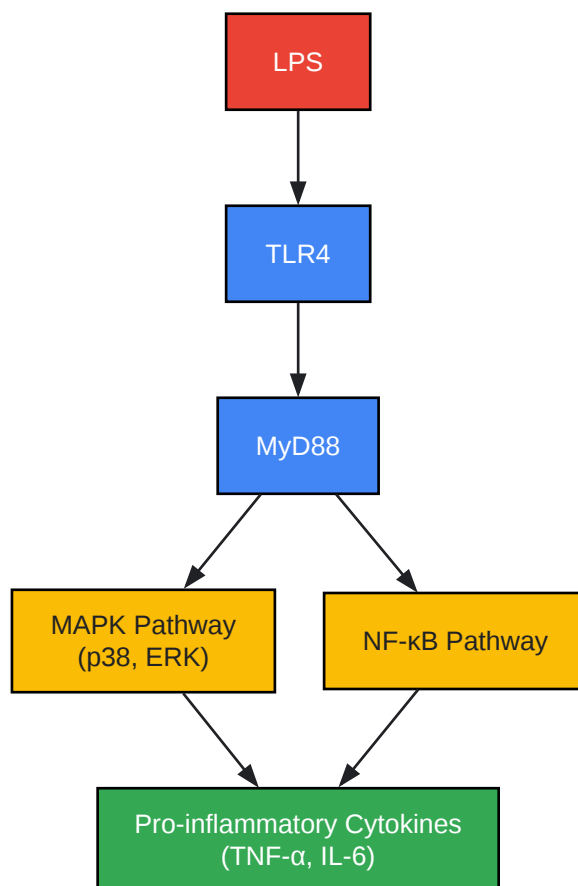 LPS
TLR4
MyD88
MAPK Pathway
(p38, ERK)
NF-κB Pathway
Pro-inflammatory Cytokines
(TNF-α, IL-6)